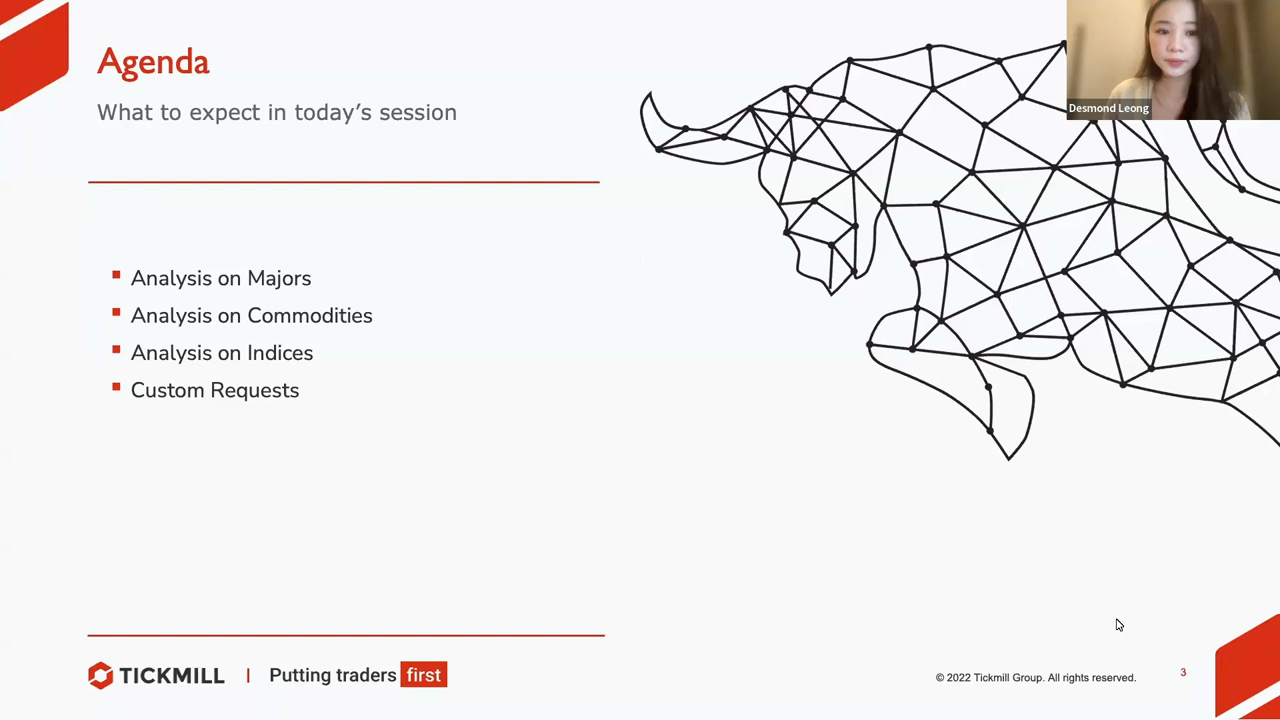 Agenda
What to expect in today's session
Desmond Leong
Analysis on Majors
Analysis on Commodities
Analysis on Indices
Custom Requests
TICKMILL | Putting traders first
© 2022 Tickmill Group. All rights reserved.
3